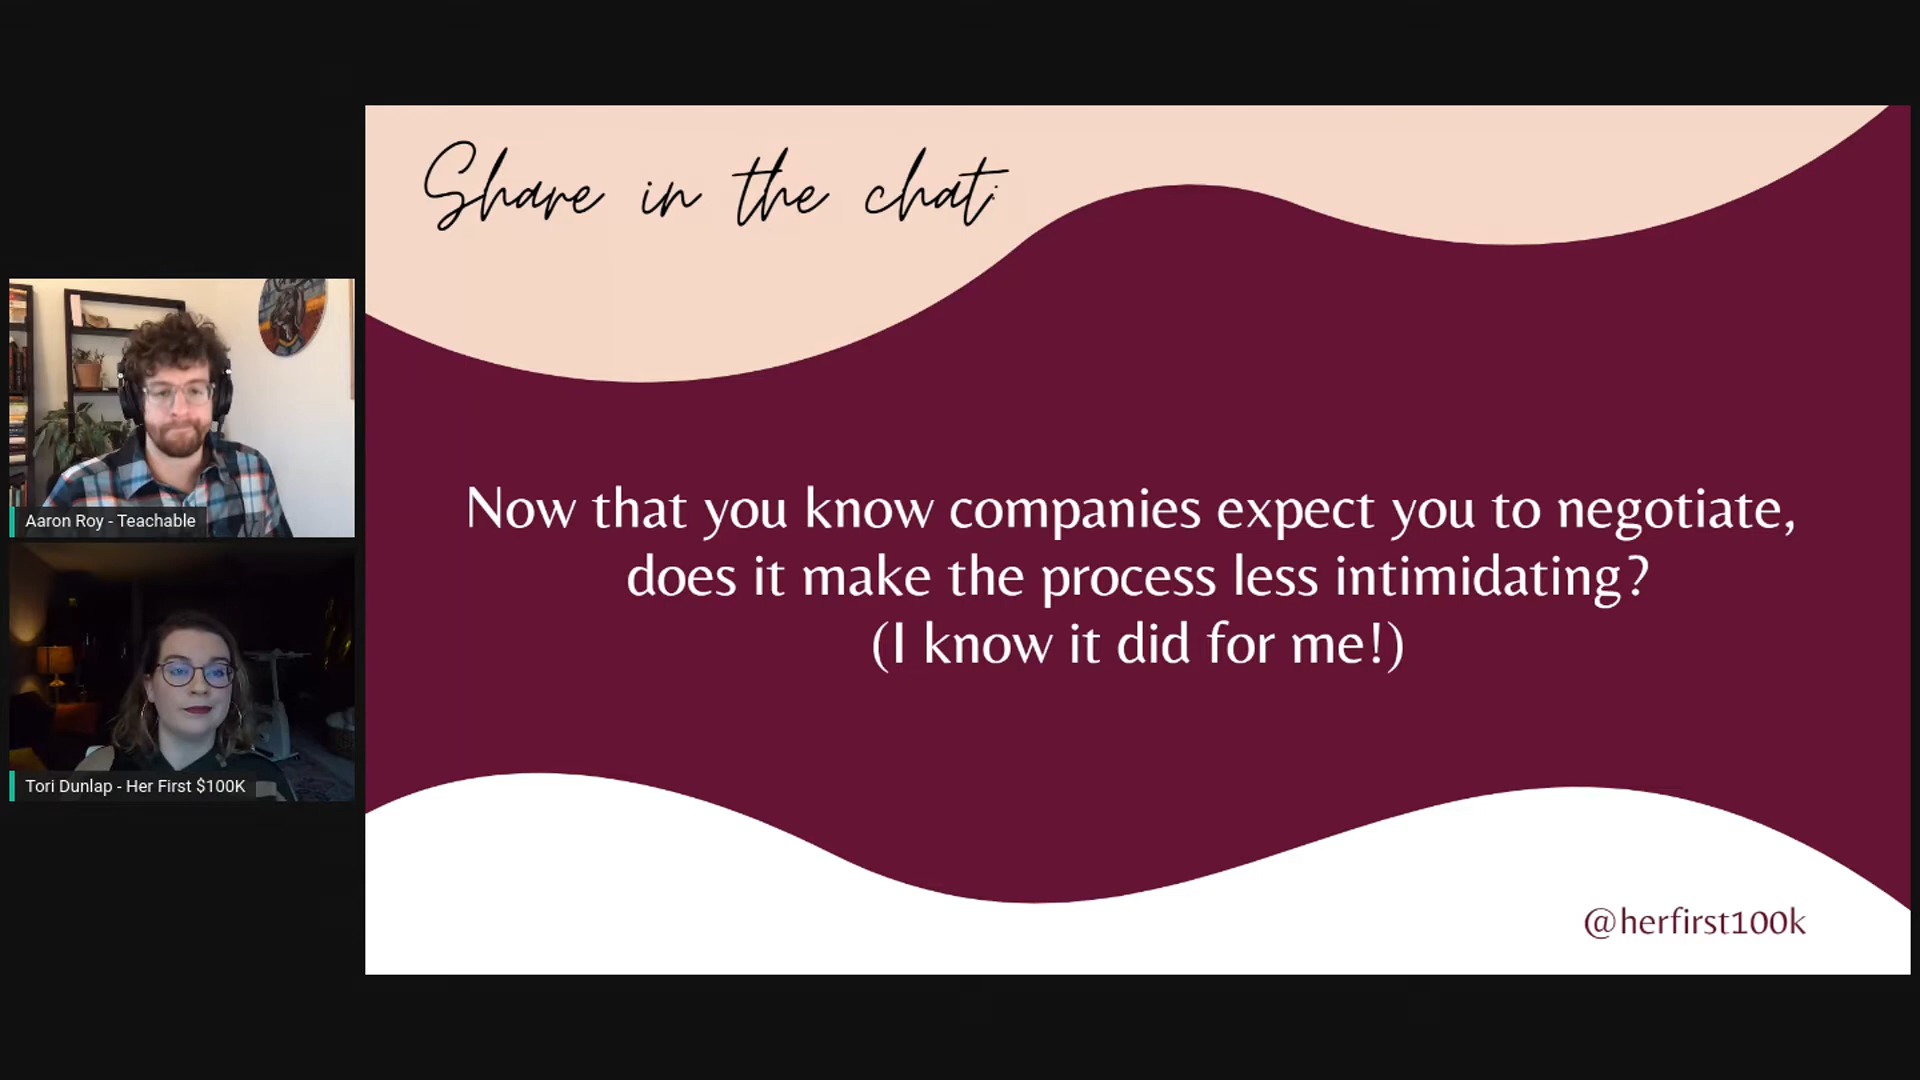 Share in the chat:
Now that you know companies expect you to negotiate,
does it make the process less intimidating?
(I know it did for me!)
@herfirst100k
Aaron Roy - Teachable
Tori Dunlap - Her First $100K